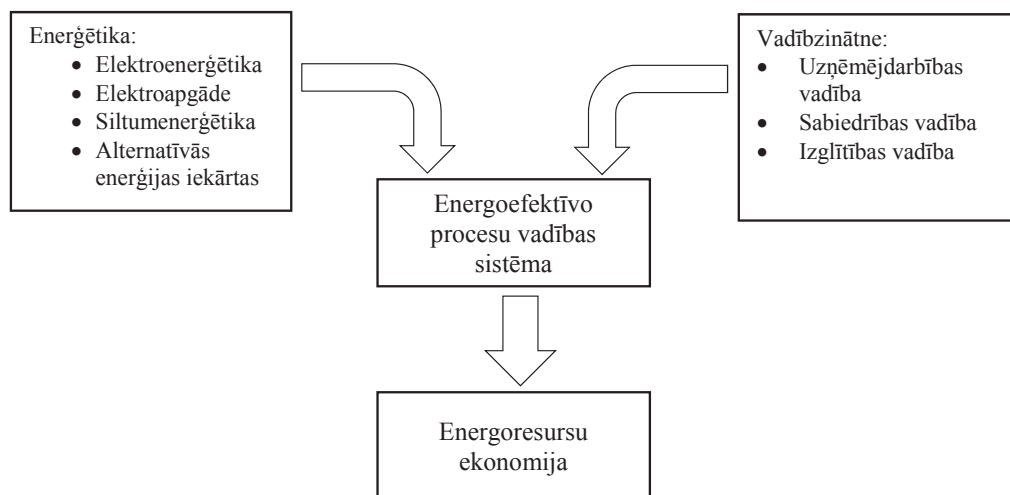 Enerģētika:
• Elektroenerģētika
• Elektroapgāde
• Siltumenerģētika
• Alternatīvās
enerģijas iekārtas
Vadībzinātne:
• Uzņēmējdarbības
vadība
• Sabiedrības vadība
• Izglītības vadība
Energoefektīvo
procesu vadības
sistēma
Energoresursu
ekonomija